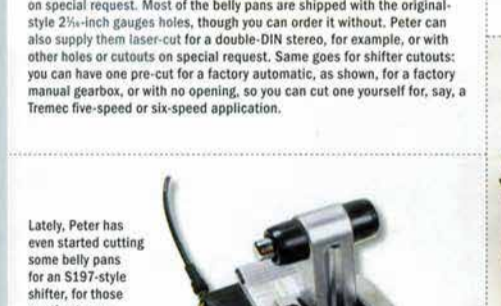 on special request. Most of the belly pans are shipped with the original-
style 2 1/16-inch gauges holes, though you can order it without. Peter can
also supply them laser-cut for a double-DIN stereo, for example, or with
other holes or cutouts on special request. Same goes for shifter cutouts:
you can have one pre-cut for a factory automatic, as shown, for a factory
manual gearbox, or with no opening, so you can cut one yourself for, say, a
Tremec five-speed or six-speed application.
Lately, Peter has
even started cutting
some belly pans
for an S197-style
shifter, for those